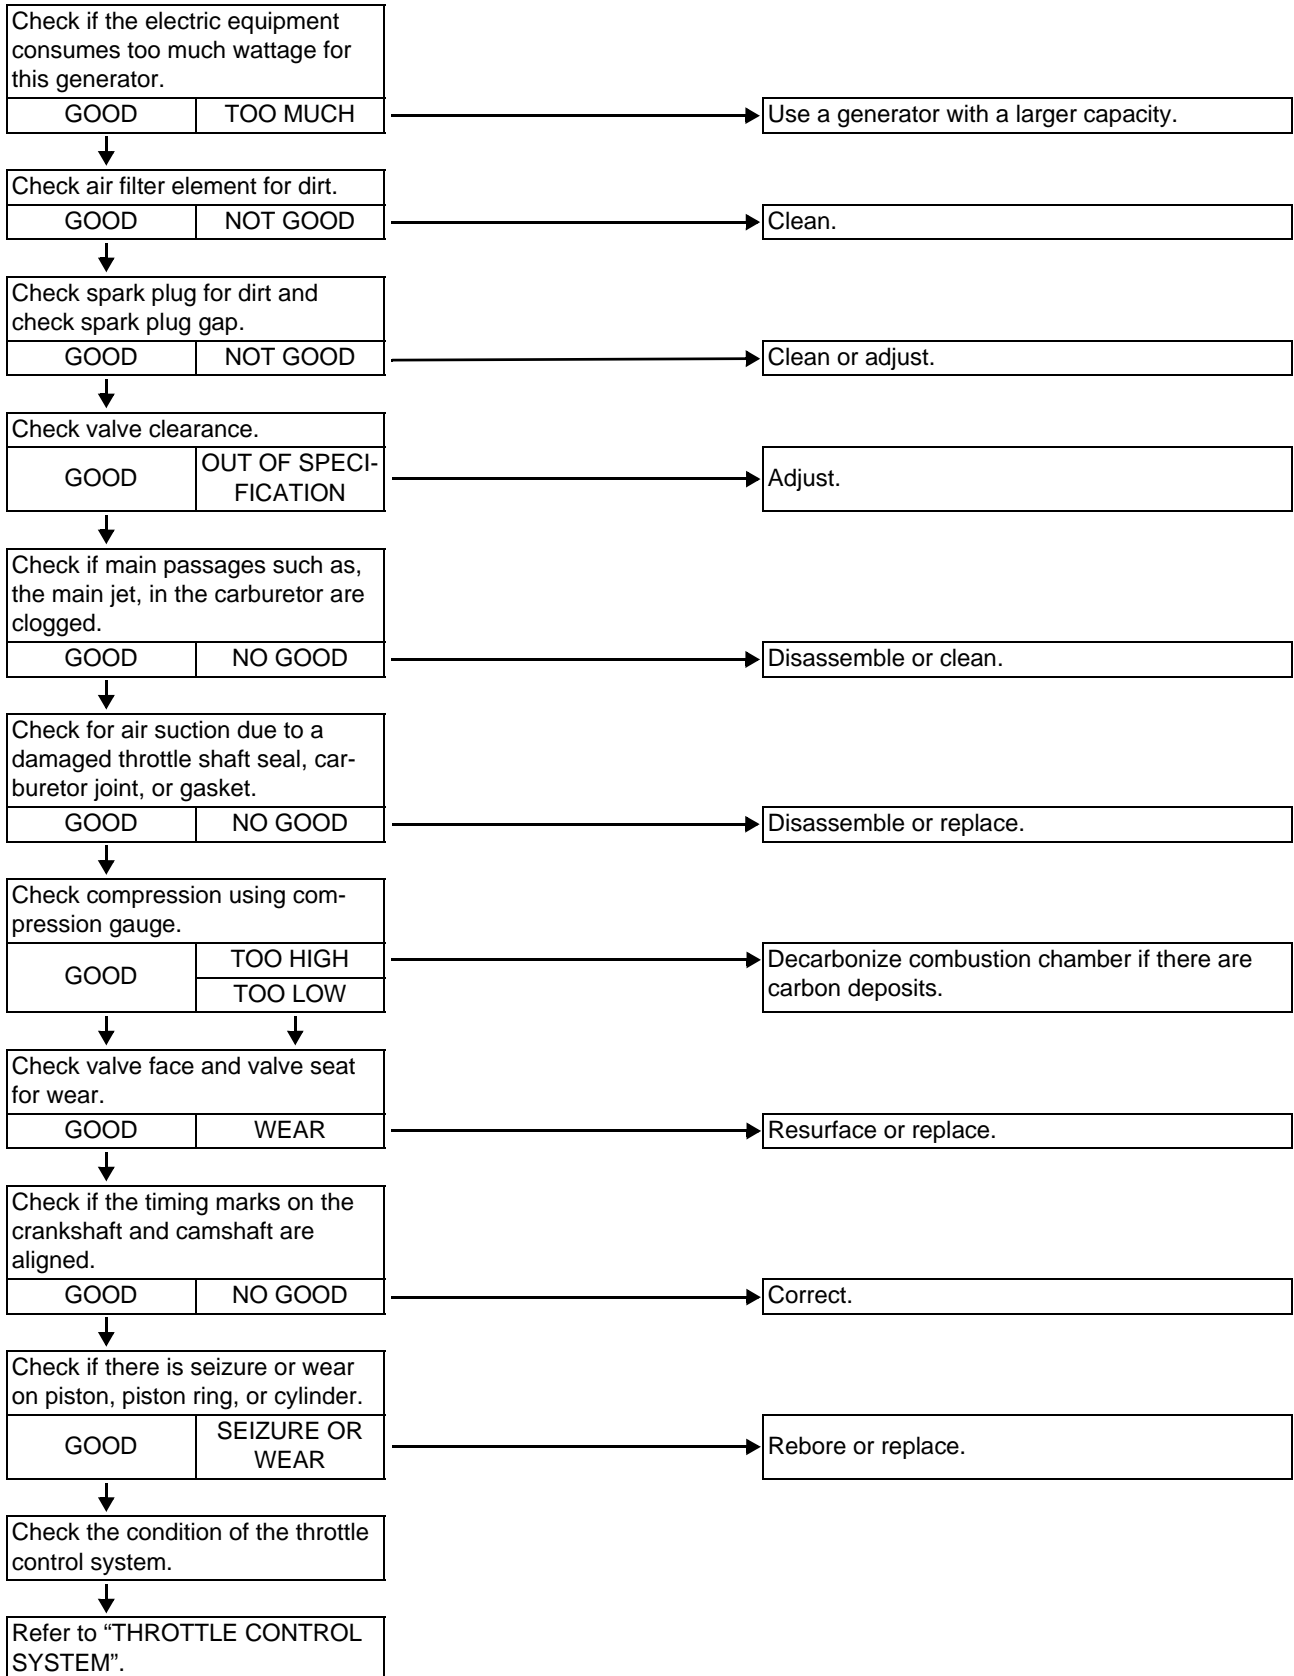 Check if the electric equipment
consumes too much wattage for
this generator.
GOOD
TOO MUCH
Use a generator with a larger capacity.
Check air filter element for dirt.
GOOD
NOT GOOD
Clean.
Check spark plug for dirt and
check spark plug gap.
GOOD
NOT GOOD
Clean or adjust.
Check valve clearance.
GOOD
OUT OF SPECI-
FICATION
Adjust.
Check if main passages such as,
the main jet, in the carburetor are
clogged.
GOOD
NO GOOD
Disassemble or clean.
Check for air suction due to a
damaged throttle shaft seal, car-
buretor joint, or gasket.
GOOD
NO GOOD
Disassemble or replace.
Check compression using com-
pression gauge.
GOOD
TOO HIGH
TOO LOW
Decarbonize combustion chamber if there are
carbon deposits.
Check valve face and valve seat
for wear.
GOOD
WEAR
Resurface or replace.
Check if the timing marks on the
crankshaft and camshaft are
aligned.
GOOD
NO GOOD
Correct.
Check if there is seizure or wear
on piston, piston ring, or cylinder.
GOOD
SEIZURE OR
WEAR
Rebore or replace.
Check the condition of the throttle
control system.
Refer to “THROTTLE CONTROL
SYSTEM”.